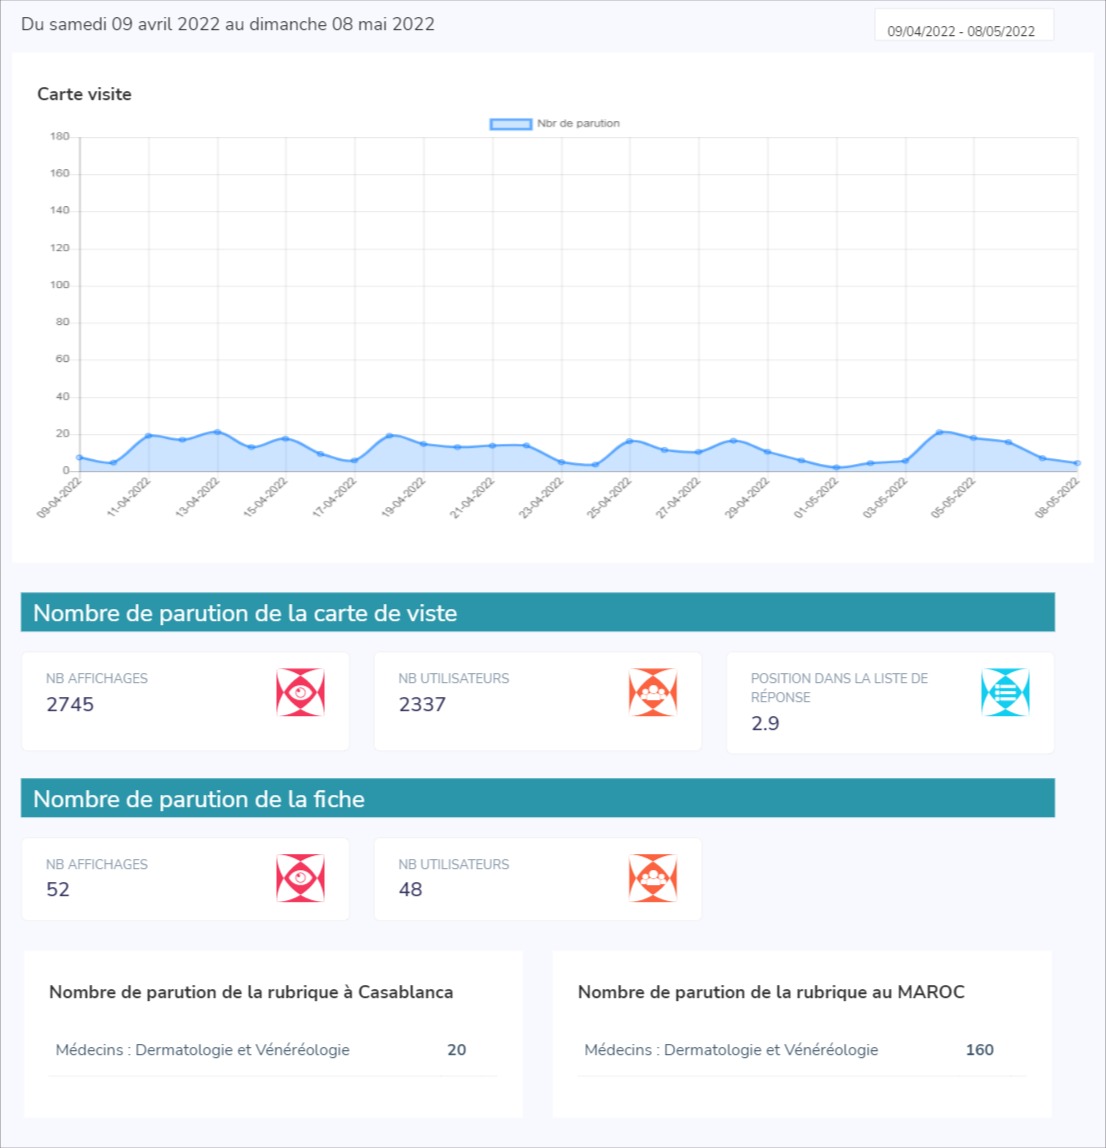 Du samedi 09 avril 2022 au dimanche 08 mai 2022
09/04/2022 - 08/05/2022
Carte visite
Nbr de parution
180
160
140
120
100
80
60
40
20
0
09-04-2022
11-04-2022
13-04-2022
15-04-2022
17-04-2022
19-04-2022
21-04-2022
23-04-2022
25-04-2022
27-04-2022
29-04-2022
01-05-2022
03-05-2022
05-05-2022
08-05-2022
Nombre de parution de la carte de viste
NB AFFICHAGES
2745
NB UTILISATEURS
2337
POSITION DANS LA LISTE DE
RÉPONSE
2.9
Nombre de parution de la fiche
NB AFFICHAGES
52
NB UTILISATEURS
48
Nombre de parution de la rubrique à Casablanca
Médecins : Dermatologie et Vénéréologie 20
Nombre de parution de la rubrique au MAROC
Médecins : Dermatologie et Vénéréologie 160